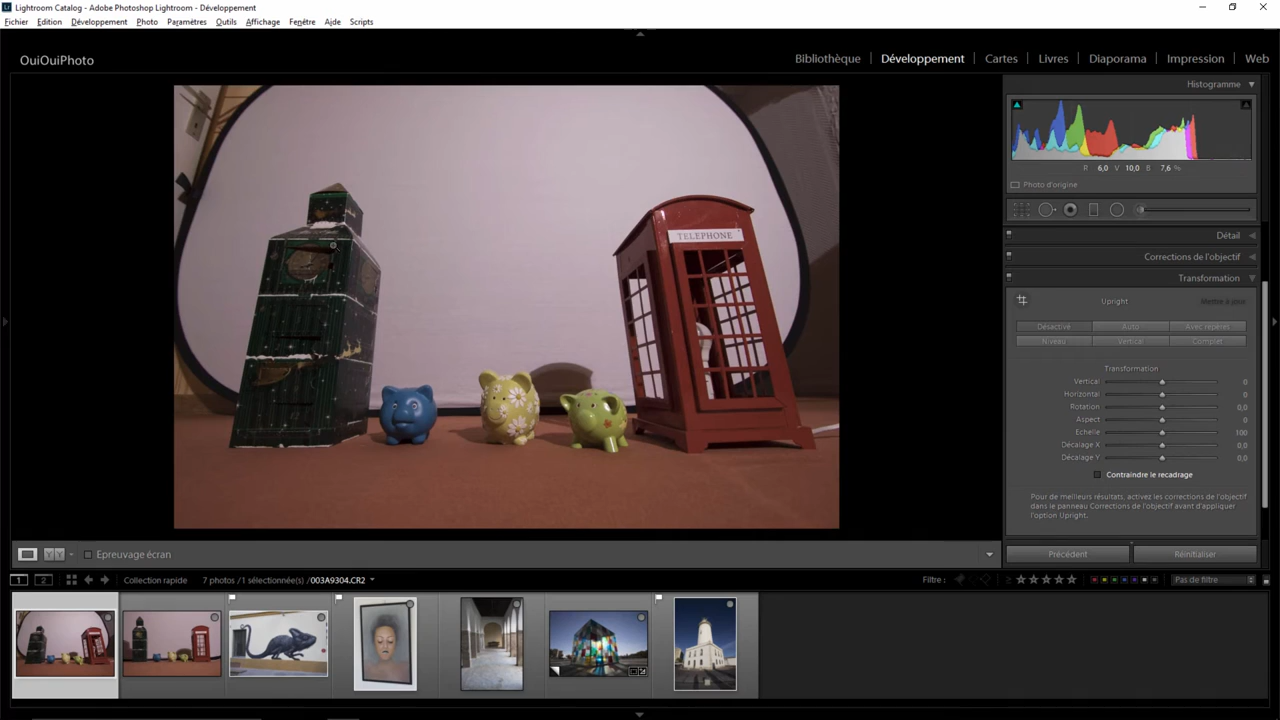 Lightroom Catalog - Adobe Photoshop Lightroom - Développement
Fichier Edition Développement Photo Paramètres Outils Affichage Fenêtre Aide Scripts
OuiOuiPhoto
Bibliothèque Développement Cartes Livres Diaporama Impression Web
Histogramme
R 6,0 V 10,0 B 7,6 %
Photo d'origine
Détail
Corrections de l'objectif
Transformation
Upright Mettre à jour
Désactivé Auto Avec repères
Niveau Vertical Complet
Transformation
Vertical 0
Horizontal 0
Rotation 0,0
Aspect 0
Echelle 100
Décalage X 0,0
Décalage Y 0,0
Contraindre le recadrage
Pour de meilleurs résultats, activez les corrections de l'objectif
dans le panneau Corrections de l'objectif avant d'appliquer
l'option Upright.
TELEPHONE
Epreuvage écran
Précédent Réinitialiser
1 2 Collection rapide 7 photos /1 sélectionnée(s) /003A9304.CR2 Filtre : Pas de filtre